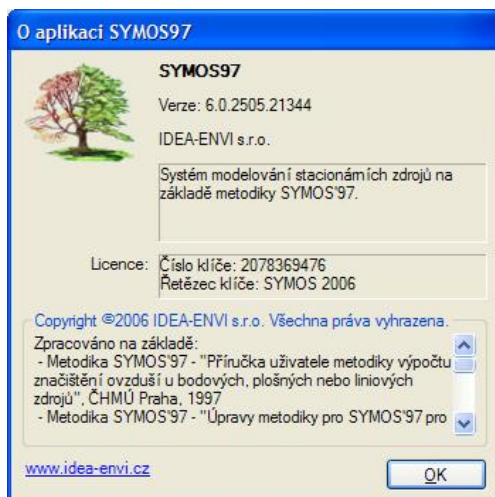 O aplikaci SYMOS97
SYMOS97
Verze: 6.0.2505.21344
IDEA-ENVI s.r.o.
Systém modelování stacionárních zdrojů na
základě metodiky SYMOS'97.
Licence:
Číslo klíče: 2078369476
Řetězec klíče: SYMOS 2006
Copyright ©2006 IDEA-ENVI s.r.o. Všechna práva vyhrazena.
Zpracováno na základě:
- Metodika SYMOS'97 - "Příručka uživatele metodiky výpočtu
značištění ovzduší u bodových, plošných nebo liniových
zdrojů", ČHMÚ Praha, 1997
- Metodika SYMOS'97 - "Úpravy metodiky pro SYMOS'97 pro
www.idea-envi.cz
OK